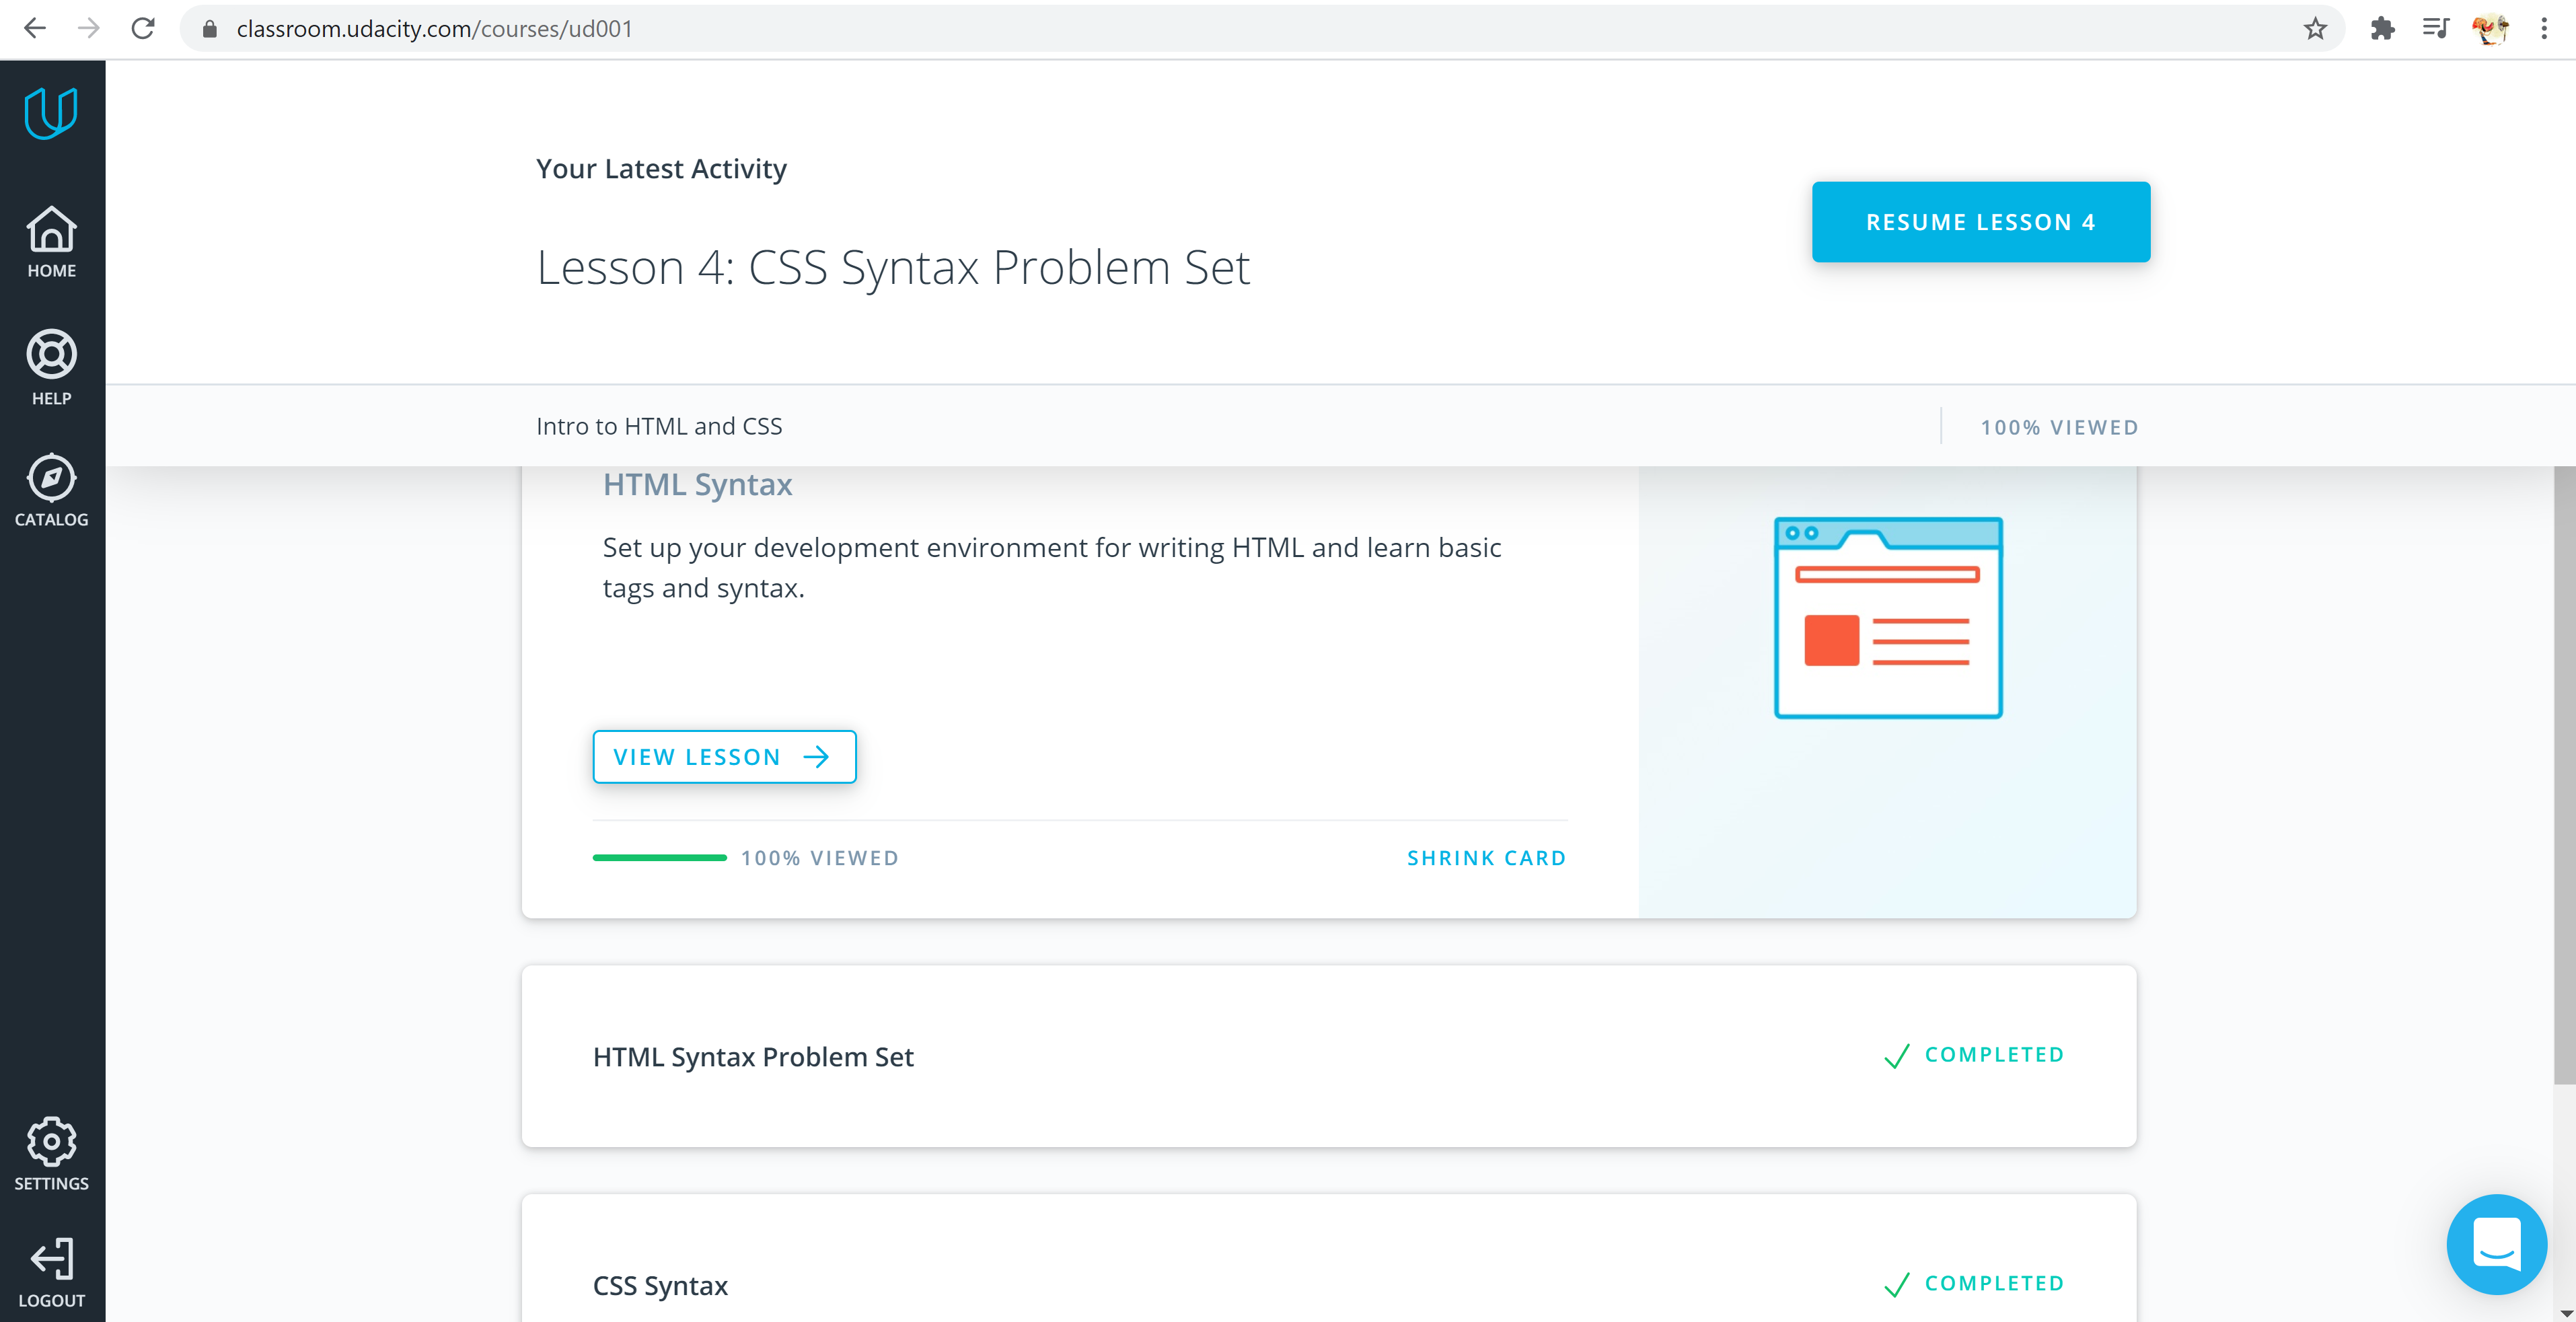 classroom.udacity.com/courses/ud001
HOME
HELP
CATALOG
SETTINGS
LOGOUT
Your Latest Activity
Lesson 4: CSS Syntax Problem Set
RESUME LESSON 4
Intro to HTML and CSS
100% VIEWED
HTML Syntax
Set up your development environment for writing HTML and learn basic
tags and syntax.
VIEW LESSON
100% VIEWED
SHRINK CARD
HTML Syntax Problem Set
COMPLETED
CSS Syntax
COMPLETED